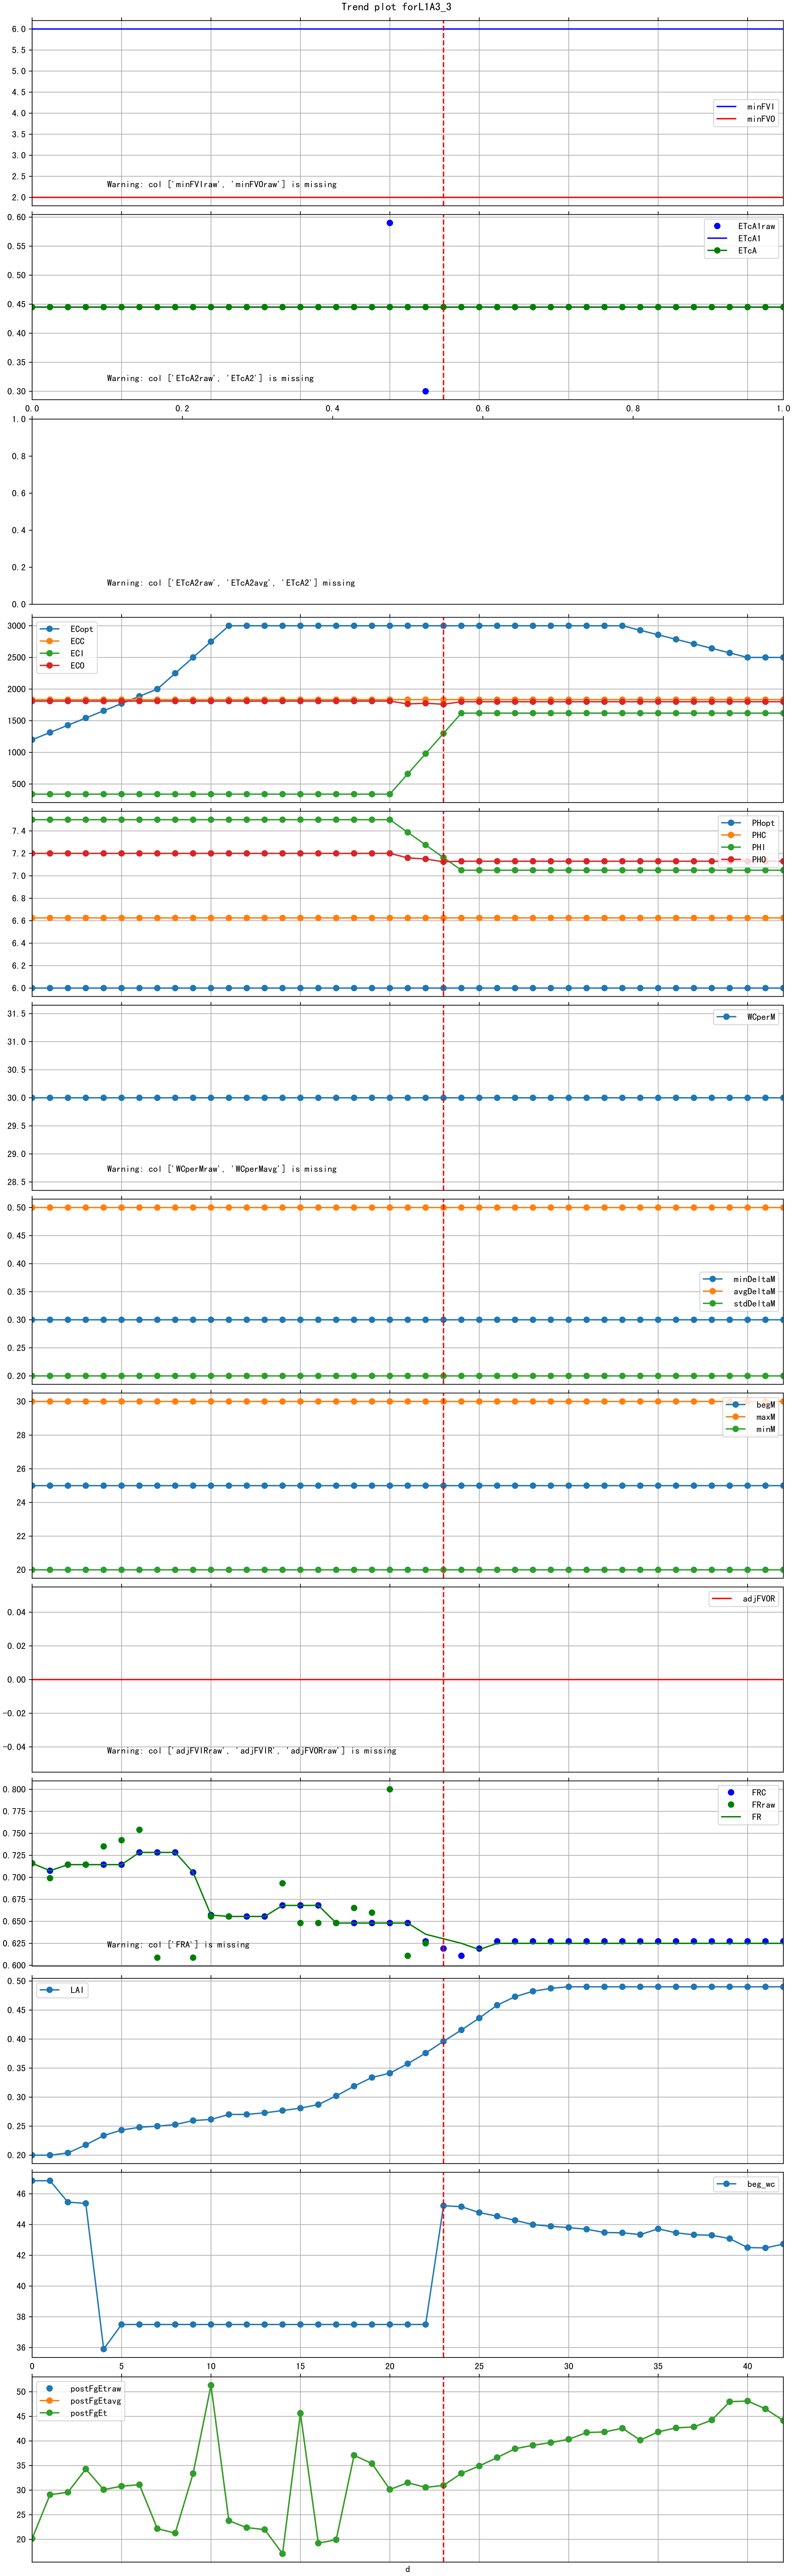 Trend plot forL1A3_3
6.0
5.5
5.0
4.5
4.0
3.5
3.0
2.5
2.0
minFVI
minFVO
Warning: col ['minFVIraw', 'minFVOraw'] is missing
0.60
0.55
0.50
0.45
0.40
0.35
0.30
ETcA1raw
ETcA1
ETcA
Warning: col ['ETcA2raw', 'ETcA2'] is missing
0.0 0.2 0.4 0.6 0.8 1.0
1.0
0.8
0.6
0.4
0.2
0.0
Warning: col ['ETcA2raw', 'ETcA2avg', 'ETcA2'] missing
3000
2500
2000
1500
1000
500
ECopt
ECC
ECI
ECO
7.4
7.2
7.0
6.8
6.6
6.4
6.2
6.0
PHopt
PHC
PHI
PHO
31.5
31.0
30.5
30.0
29.5
29.0
28.5
WCperM
Warning: col ['WCperMraw', 'WCperMavg'] is missing
0.50
0.45
0.40
0.35
0.30
0.25
0.20
minDeltaM
avgDeltaM
stdDeltaM
30
28
26
24
22
20
begM
maxM
minM
0.04
0.02
0.00
-0.02
-0.04
adjFVOR
Warning: col ['adjFVIRraw', 'adjFVIR', 'adjFVORraw'] is missing
0.800
0.775
0.750
0.725
0.700
0.675
0.650
0.625
0.600
FRC
FRraw
FR
Warning: col ['FRA'] is missing
0.50
0.45
0.40
0.35
0.30
0.25
0.20
LAI
46
44
42
40
38
36
beg_wc
0 5 10 15 20 25 30 35 40
50
45
40
35
30
25
20
postFgEtraw
postFgEtavg
postFgEt
d